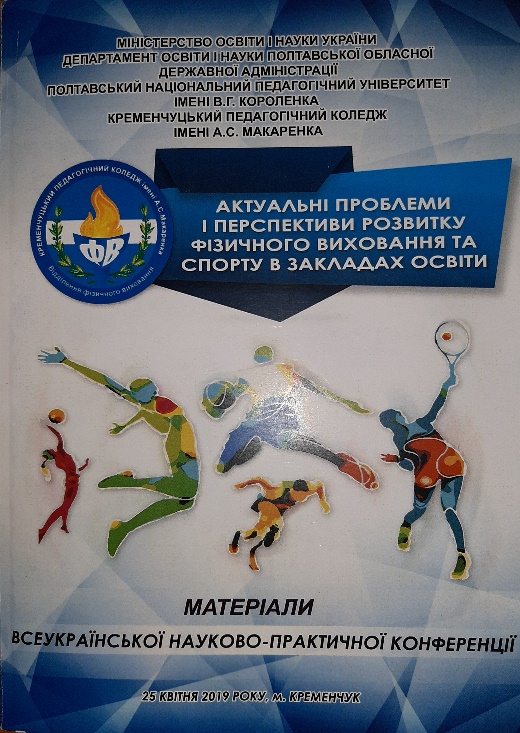 МІНІСТЕРСТВО ОСВІТИ І НАУКИ УКРАЇНИ
ДЕПАРТАМЕНТ ОСВІТИ І НАУКИ ПОЛТАВСЬКОЇ ОБЛАСНОЇ
ДЕРЖАВНОЇ АДМІНІСТРАЦІЇ
ПОЛТАВСЬКИЙ НАЦІОНАЛЬНИЙ ПЕДАГОГІЧНИЙ УНІВЕРСИТЕТ
ІМЕНІ В.Г. КОРОЛЕНКА
КРЕМЕНЧУЦЬКИЙ ПЕДАГОГІЧНИЙ КОЛЕДЖ
ІМЕНІ А.С. МАКАРЕНКА
КРЕМЕНЧУЦЬКИЙ ПЕДАГОГІЧНИЙ КОЛЕДЖ імені А.С.Макаренка
ФВ
Відділення фізичного виховання
АКТУАЛЬНІ ПРОБЛЕМИ
І ПЕРСПЕКТИВИ РОЗВИТКУ
ФІЗИЧНОГО ВИХОВАННЯ ТА
СПОРТУ В ЗАКЛАДАХ ОСВІТИ
МАТЕРІАЛИ
ВСЕУКРАЇНСЬКОЇ НАУКОВО-ПРАКТИЧНОЇ КОНФЕРЕНЦІЇ
25 КВІТНЯ 2019 РОКУ, м. КРЕМЕНЧУК